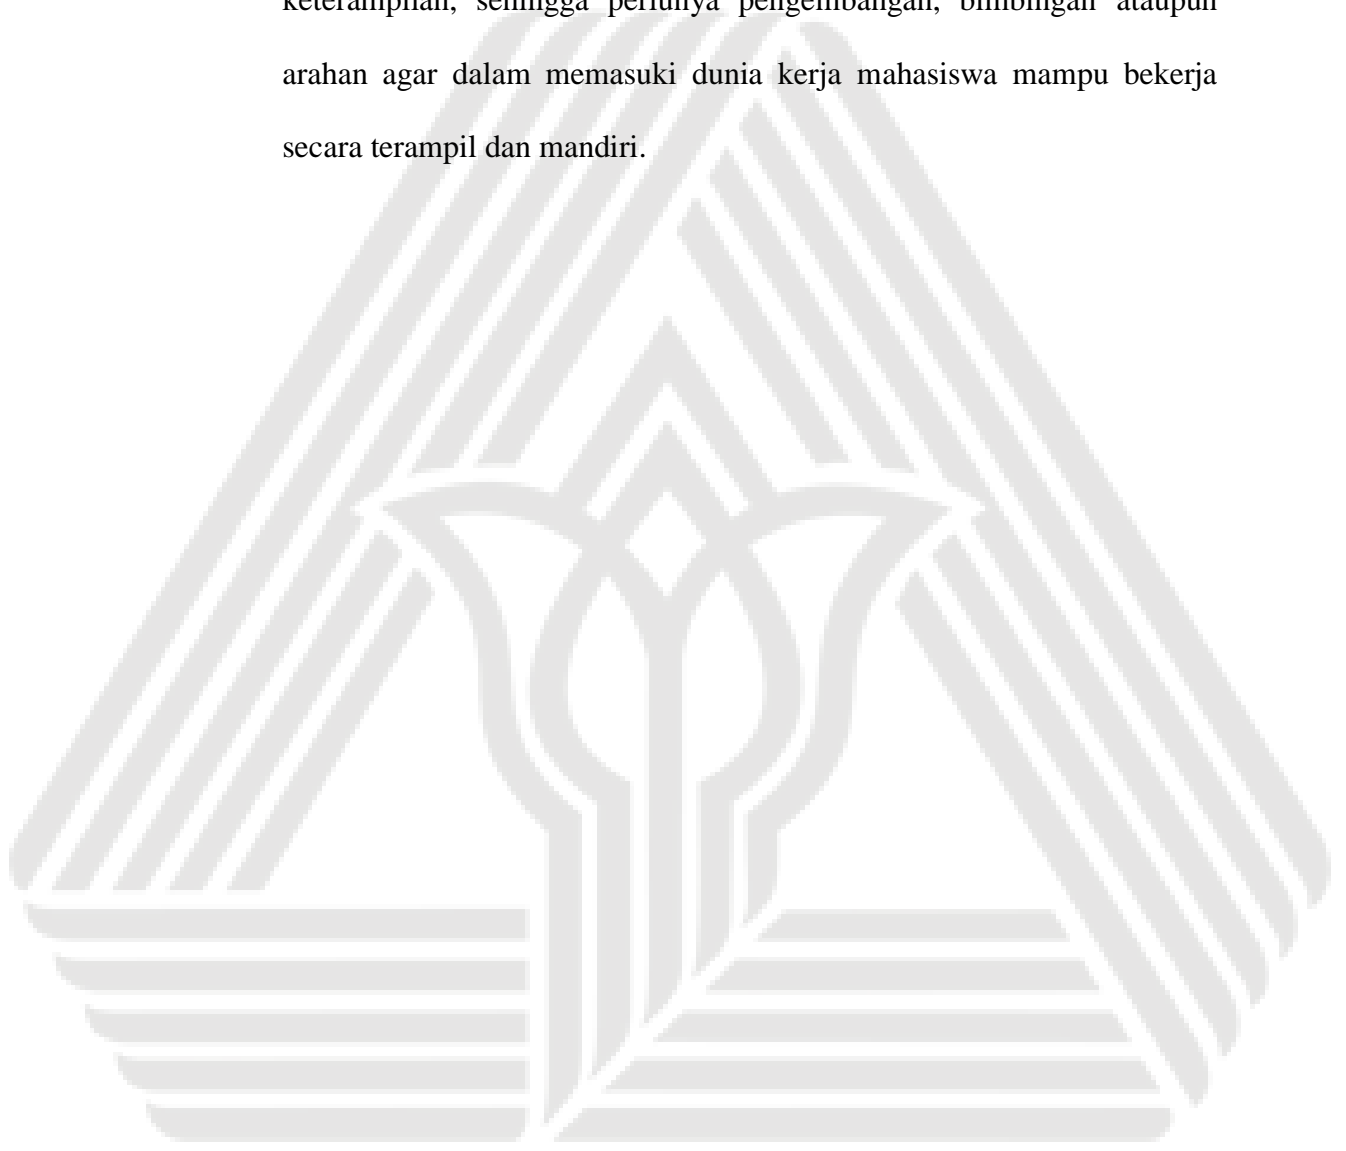 keterampilan, sehingga perlunya pengembangan, bimbingan ataupun
arahan agar dalam memasuki dunia kerja mahasiswa mampu bekerja
secara terampil dan mandiri.